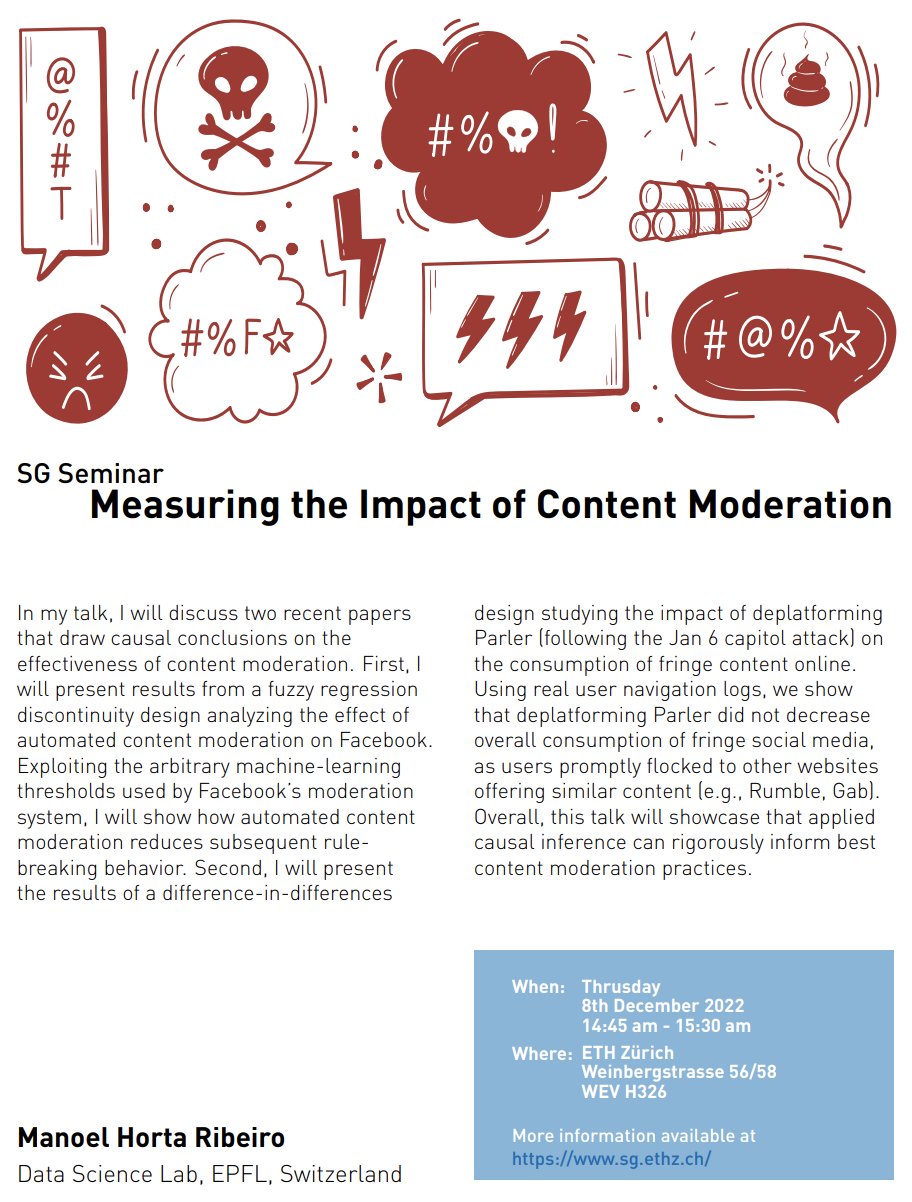 @
%
#
T
#%!
#%F
#@%
SG Seminar
Measuring the Impact of Content Moderation
In my talk, I will discuss two recent papers
that draw causal conclusions on the
effectiveness of content moderation. First, I
will present results from a fuzzy regression
discontinuity design analyzing the effect of
automated content moderation on Facebook.
Exploiting the arbitrary machine-learning
thresholds used by Facebook's moderation
system, I will show how automated content
moderation reduces subsequent rule-
breaking behavior. Second, I will present
the results of a difference-in-differences
design studying the impact of deplatforming
Parler (following the Jan 6 capitol attack) on
the consumption of fringe content online.
Using real user navigation logs, we show
that deplatforming Parler did not decrease
overall consumption of fringe social media,
as users promptly flocked to other websites
offering similar content (e.g., Rumble, Gab).
Overall, this talk will showcase that applied
causal inference can rigorously inform best
content moderation practices.
When: Thrusday
8th December 2022
14:45 am - 15:30 am
Where: ETH Zürich
Weinbergstrasse 56/58
WEV H326
More information available at
https://www.sg.ethz.ch/
Manoel Horta Ribeiro
Data Science Lab, EPFL, Switzerland